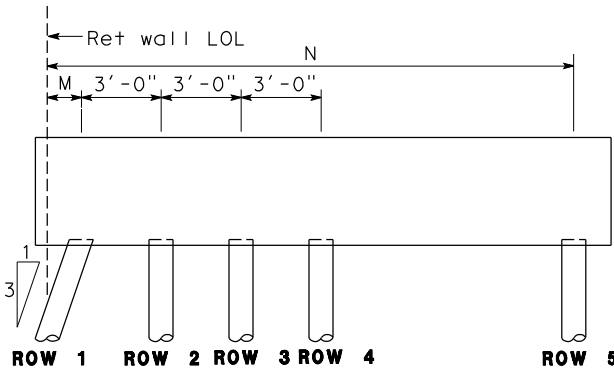 Ret wall LOL
N
M 3'-0" 3'-0" 3'-0"
1
3
ROW 1 ROW 2 ROW 3 ROW 4 ROW 5